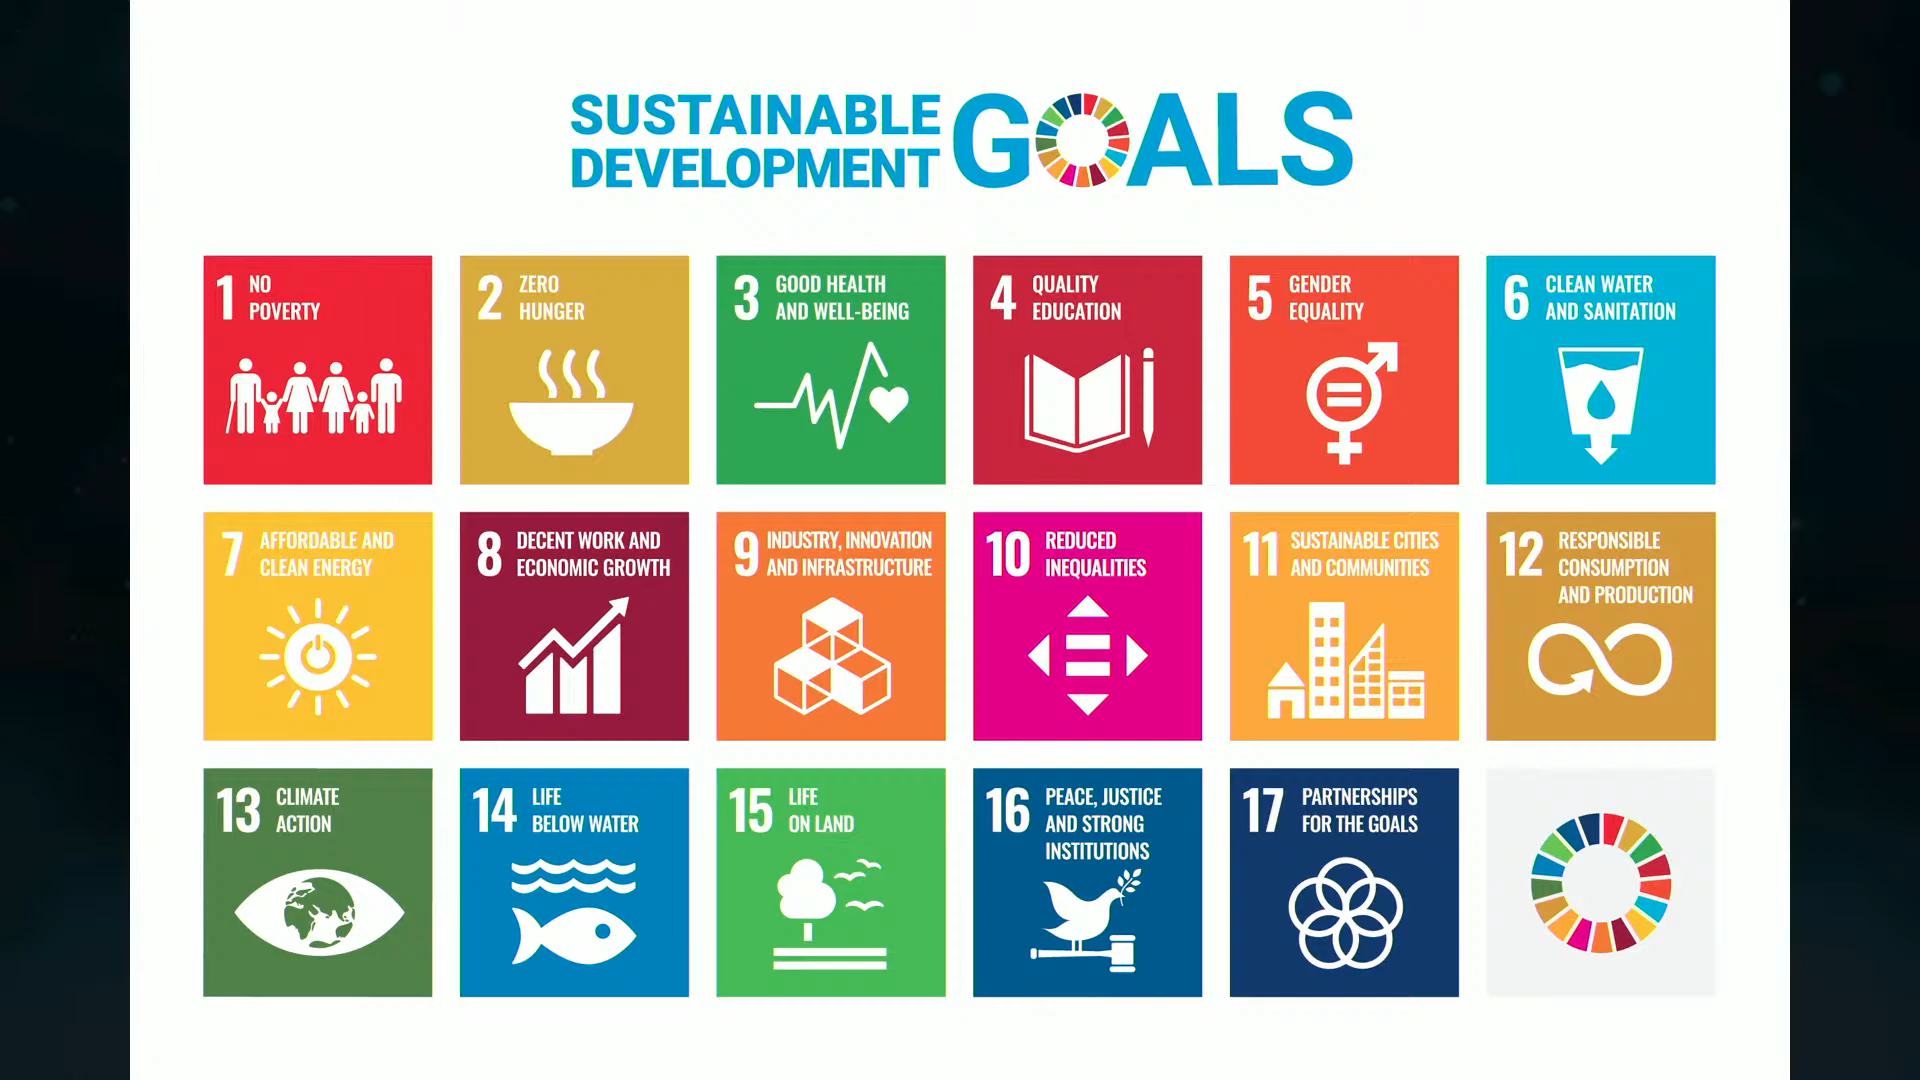 SUSTAINABLE
DEVELOPMENT
GOALS
1 NO
POVERTY
2 ZERO
HUNGER
3 GOOD HEALTH
AND WELL-BEING
4 QUALITY
EDUCATION
5 GENDER
EQUALITY
6 CLEAN WATER
AND SANITATION
7 AFFORDABLE AND
CLEAN ENERGY
8 DECENT WORK AND
ECONOMIC GROWTH
9 INDUSTRY, INNOVATION
AND INFRASTRUCTURE
10 REDUCED
INEQUALITIES
11 SUSTAINABLE CITIES
AND COMMUNITIES
12 RESPONSIBLE
CONSUMPTION
AND PRODUCTION
13 CLIMATE
ACTION
14 LIFE
BELOW WATER
15 LIFE
ON LAND
16 PEACE, JUSTICE
AND STRONG
INSTITUTIONS
17 PARTNERSHIPS
FOR THE GOALS